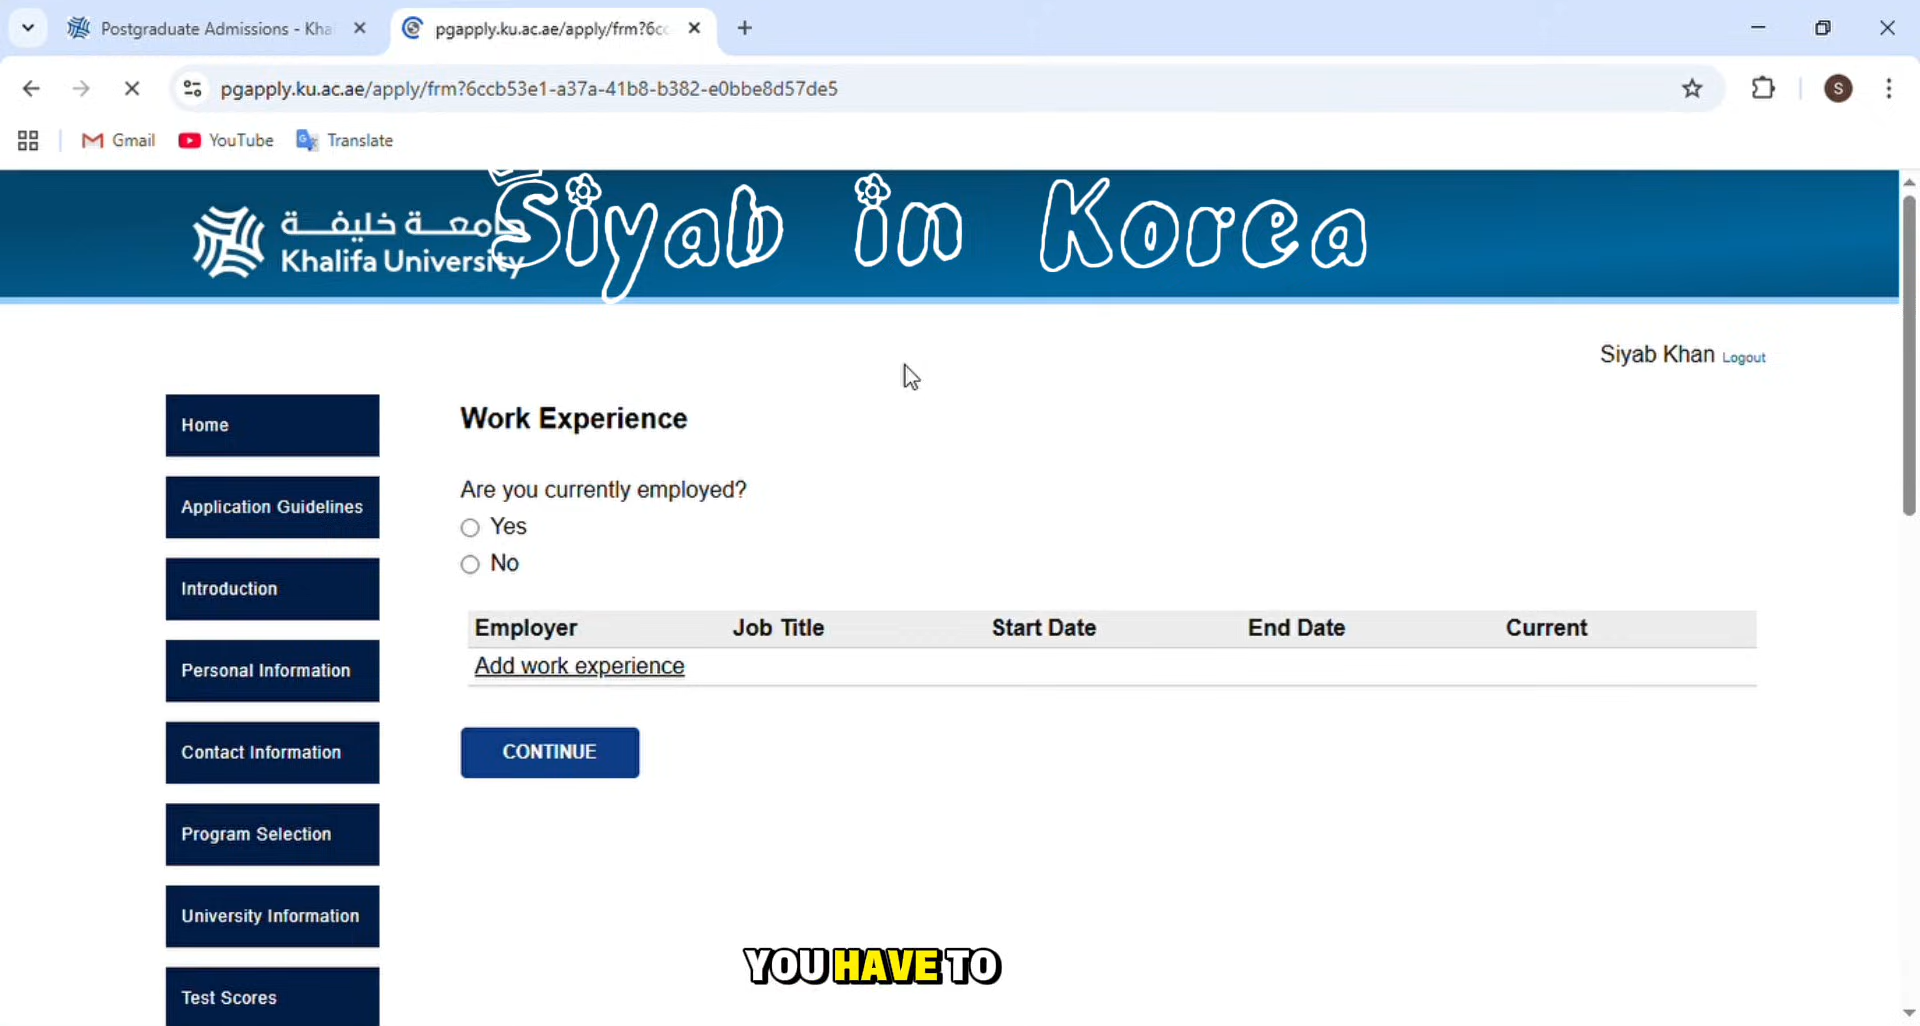 Postgraduate Admissions - Kha
pgapply.ku.ac.ae/apply/frm?6cc
pgapply.ku.ac.ae/apply/frm?6ccb53e1-a37a-41b8-b382-e0bbe8d57de5
S
Gmail
YouTube
Translate
جامعة خليفة
Khalifa University
Siyab in Korea
Siyab Khan Logout
Home
Application Guidelines
Introduction
Personal Information
Contact Information
Program Selection
University Information
Test Scores
Work Experience
Are you currently employed?
Yes
No
Employer Job Title Start Date End Date Current
Add work experience
CONTINUE
YOU HAVE TO